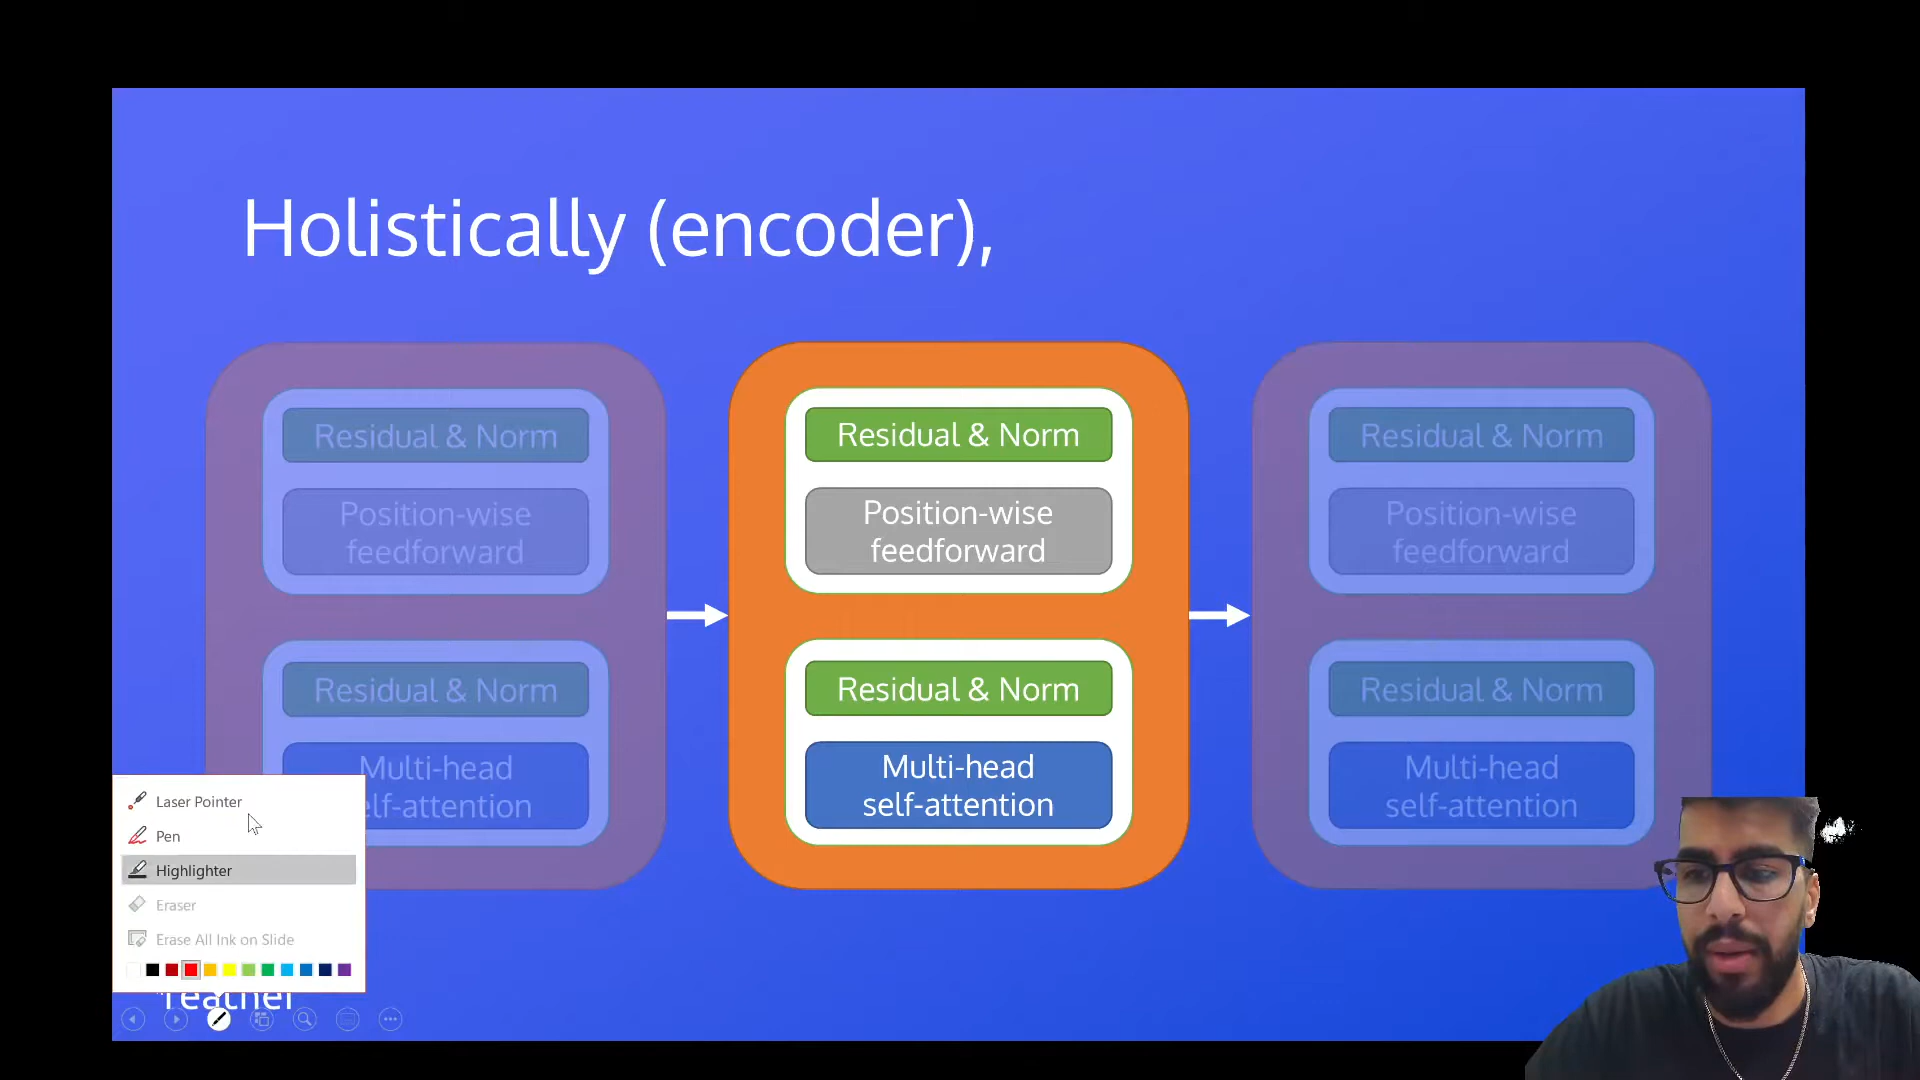 Holistically (encoder),
Residual & Norm
Position-wise
feedforward
Residual & Norm
Multi-head
elf-attention
Residual & Norm
Position-wise
feedforward
Residual & Norm
Multi-head
self-attention
Residual & Norm
Position-wise
feedforward
Residual & Norm
Multi-head
self-attention
Laser Pointer
Pen
Highlighter
Eraser
Erase All Ink on Slide